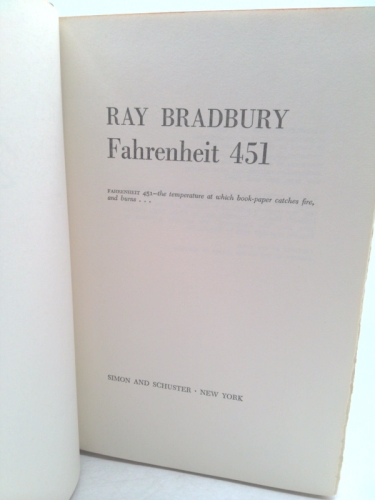 RAY BRADBURY
Fahrenheit 451
FAHRENHEIT 451—the temperature at which book-paper catches fire,
and burns . . .
SIMON AND SCHUSTER · NEW YORK